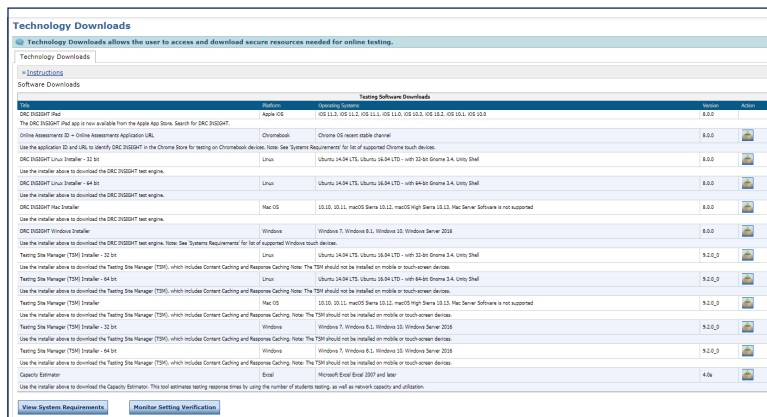 Technology Downloads
Technology Downloads allows the user to access and download secure resources needed for online testing.
Technology Downloads
» Instructions
Software Downloads
Testing Software Downloads
Title Platform Operating Systems Version Action
DRC INSIGHT iPad Apple iOS iOS 11.3, iOS 11.2, iOS 11.1, iOS 11.0, iOS 10.3, iOS 10.2, iOS 10.1, iOS 10.0 8.0.0
The DRC INSIGHT iPad app is now available from the Apple App Store. Search for DRC INSIGHT.
Online Assessments ID + Online Assessments Application URL Chromebook Chrome OS recent stable channel 8.0.0
Use the application ID and URL to identify DRC INSIGHT in the Chrome Store for testing on Chromebook devices. Note: See 'Systems Requirements' for list of supported Chrome touch devices.
DRC INSIGHT Linux Installer - 32 bit Linux Ubuntu 14.04 LTS, Ubuntu 16.04 LTD - with 32-bit Gnome 3.4, Unity Shell 8.0.0
Use the installer above to download the DRC INSIGHT test engine.
DRC INSIGHT Linux Installer - 64 bit Linux Ubuntu 14.04 LTS, Ubuntu 16.04 LTD - with 64-bit Gnome 3.4, Unity Shell 8.0.0
Use the installer above to download the DRC INSIGHT test engine.
DRC INSIGHT Mac Installer Mac OS 10.10, 10.11, macOS Sierra 10.12, macOS High Sierra 10.13, Mac Server Software is not supported 8.0.0
Use the installer above to download the DRC INSIGHT test engine.
DRC INSIGHT Windows Installer Windows Windows 7, Windows 8.1, Windows 10, Windows Server 2016 8.0.0
Use the installer above to download the DRC INSIGHT test engine. Note: See 'Systems Requirements' for list of supported Windows touch devices.
Testing Site Manager (TSM) Installer - 32 bit Linux Ubuntu 14.04 LTS, Ubuntu 16.04 LTD - with 32-bit Gnome 3.4, Unity Shell 9.2.0_0
Use the installer above to download the Testing Site Manager (TSM), which includes Content Caching and Response Caching Note: The TSM should not be installed on mobile or touch-screen devices.
Testing Site Manager (TSM) Installer - 64 bit Linux Ubuntu 14.04 LTS, Ubuntu 16.04 LTD - with 64-bit Gnome 3.4, Unity Shell 9.2.0_0
Use the installer above to download the Testing Site Manager (TSM), which includes Content Caching and Response Caching Note: The TSM should not be installed on mobile or touch-screen devices.
Testing Site Manager (TSM) Installer Mac OS 10.10, 10.11, macOS Sierra 10.12, macOS High Sierra 10.13, Mac Server Software is not supported 9.2.0_0
Use the installer above to download the Testing Site Manager (TSM), which includes Content Caching and Response Caching. Note: The TSM should not be installed on mobile or touch-screen devices.
Testing Site Manager (TSM) Installer - 32 bit Windows Windows 7, Windows 8.1, Windows 10, Windows Server 2016 9.2.0_0
Use the installer above to download the Testing Site Manager (TSM), which includes Content Caching and Response Caching. Note: The TSM should not be installed on mobile or touch-screen devices.
Testing Site Manager (TSM) Installer - 64 bit Windows Windows 7, Windows 8.1, Windows 10, Windows Server 2016 9.2.0_0
Use the installer above to download the Testing Site Manager (TSM), which includes Content Caching and Response Caching. Note: The TSM should not be installed on mobile or touch-screen devices.
Capacity Estimator Excel Microsoft Excel Excel 2007 and later 4.0a
Use the installer above to download the Capacity Estimator. This tool estimates testing response times by using the number of students testing, as well as network capacity and utilization.
View System Requirements Monitor Setting Verification